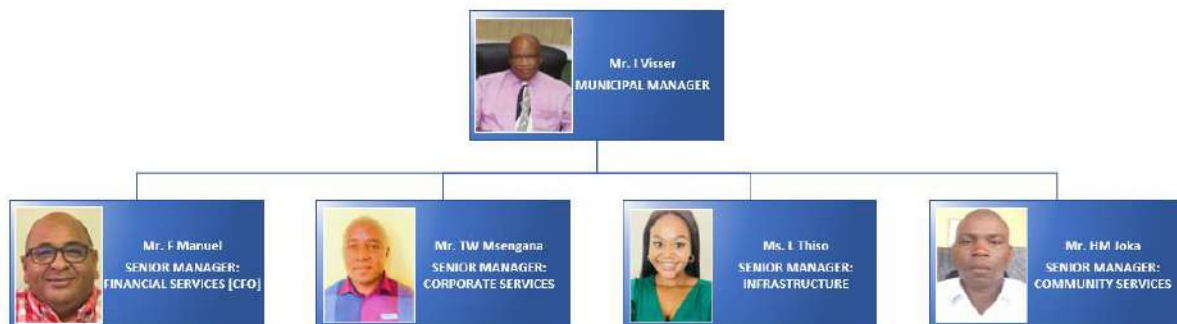 Mr. I Visser
MUNICIPAL MANAGER
Mr. F Manuel
SENIOR MANAGER:
FINANCIAL SERVICES [CFO]
Mr. TW Msengana
SENIOR MANAGER:
CORPORATE SERVICES
Ms. L Thiso
SENIOR MANAGER:
INFRASTRUCTURE
Mr. HM Joka
SENIOR MANAGER:
COMMUNITY SERVICES